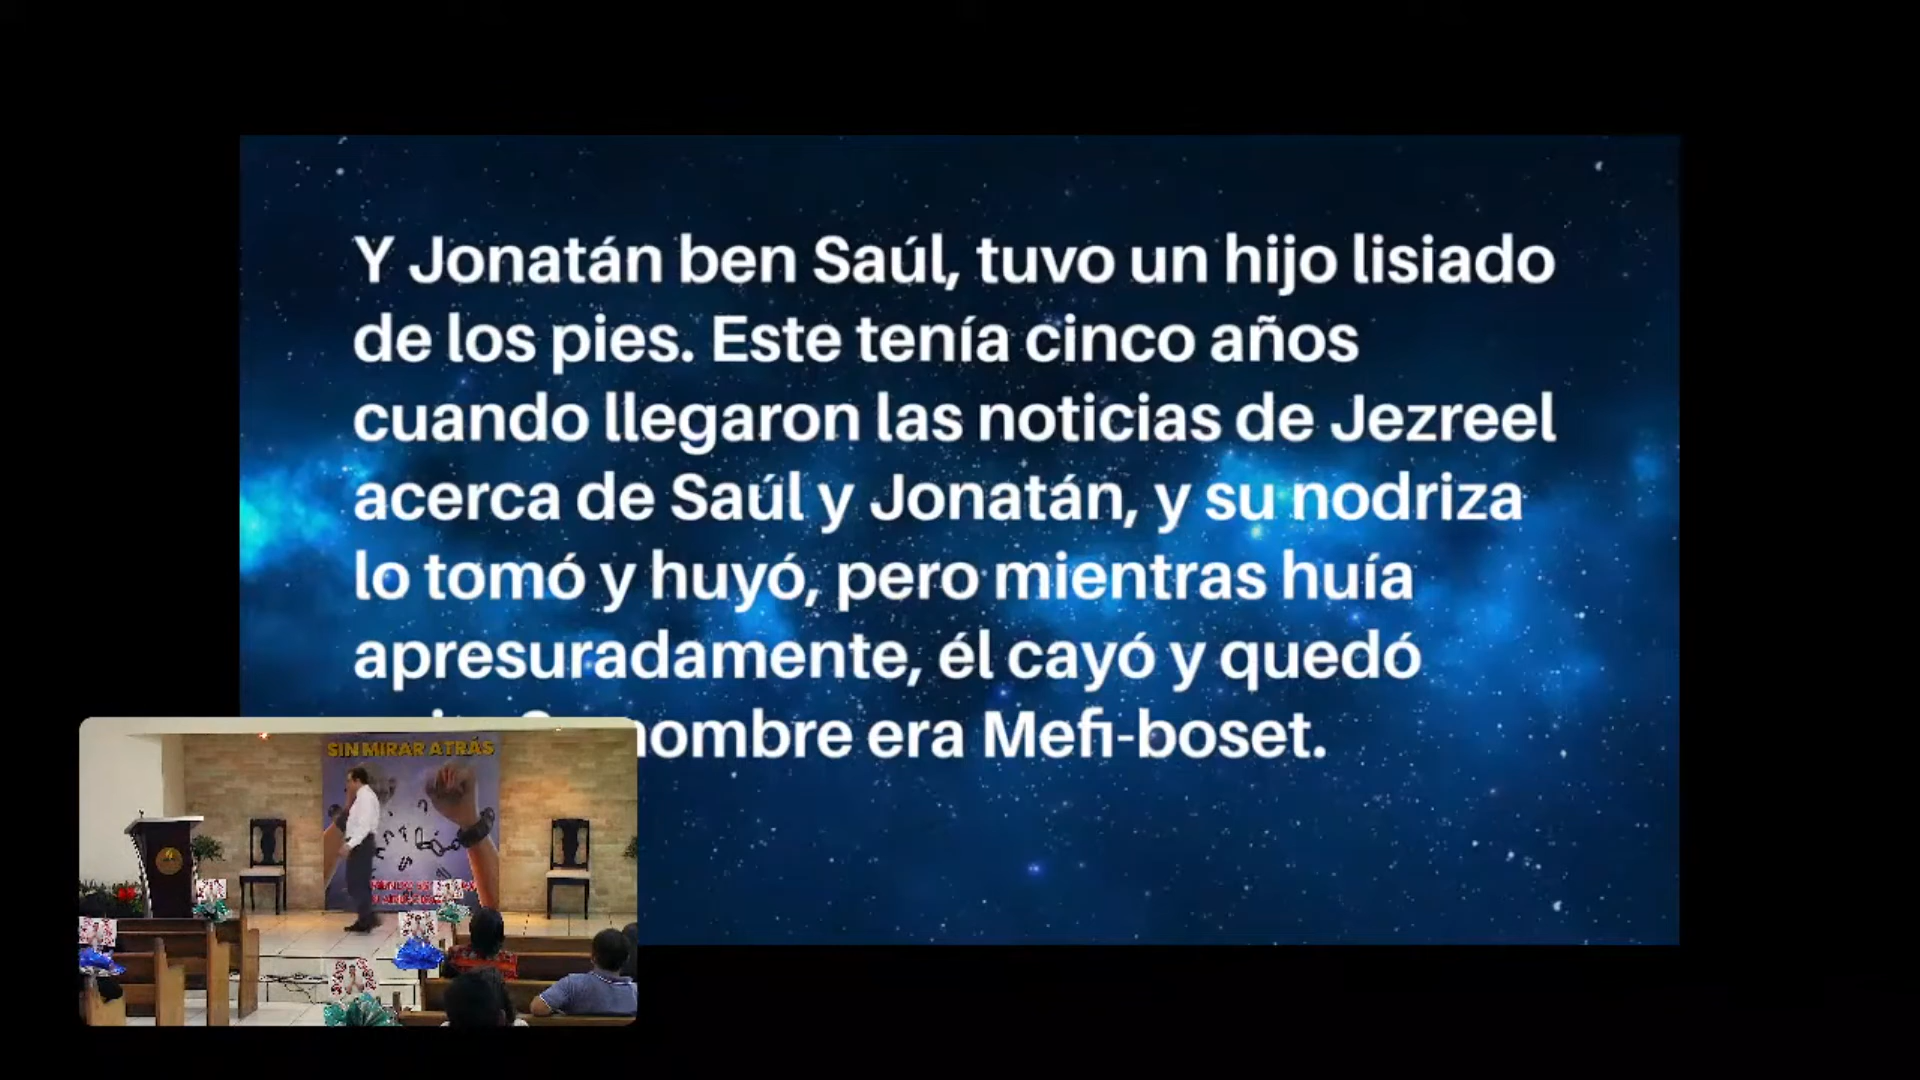 Y Jonatán ben Saúl, tuvo un hijo lisiado
de los pies. Este tenía cinco años
cuando llegaron las noticias de Jezreel
acerca de Saúl y Jonatán, y su nodriza
lo tomó y huyó, pero mientras huía
apresuradamente, él cayó y quedó
nombre era Mefi-boset.
SIN MIRAR ATRÁS